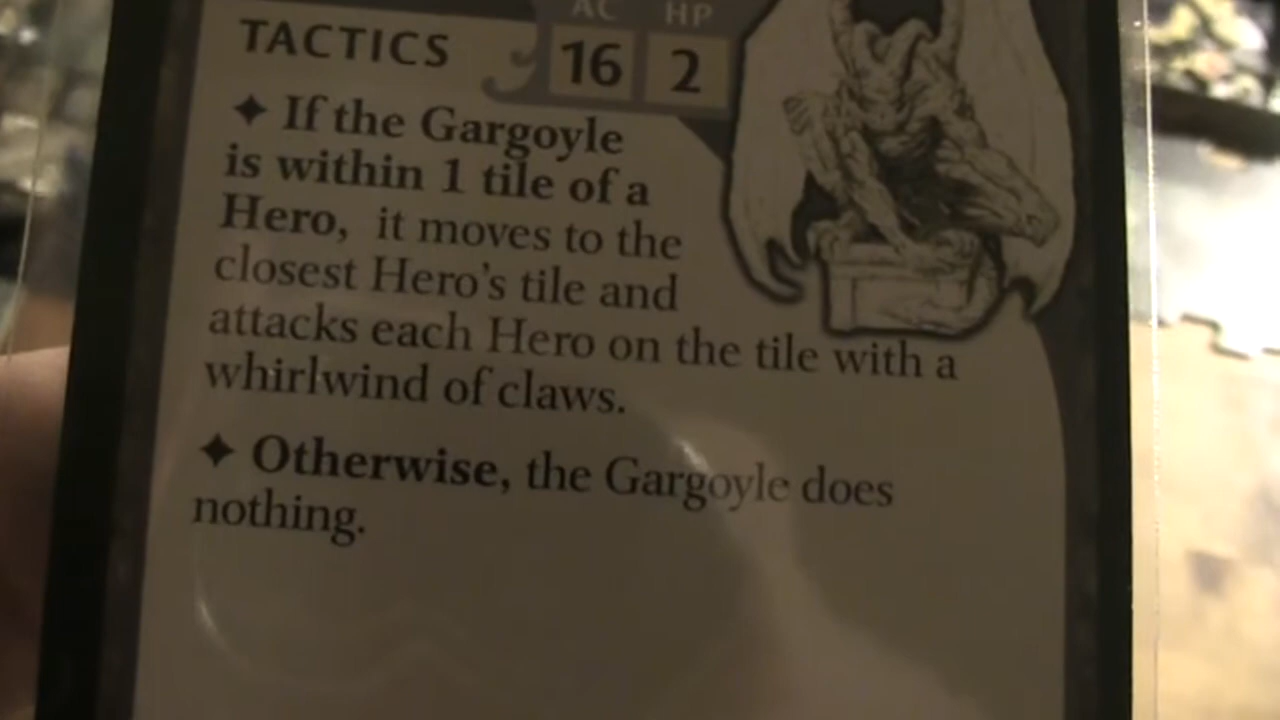 AC HP
TACTICS
16 2
✦ If the Gargoyle
is within 1 tile of a
Hero, it moves to the
closest Hero's tile and
attacks each Hero on the tile with a
whirlwind of claws.
✦ Otherwise, the Gargoyle does
nothing.